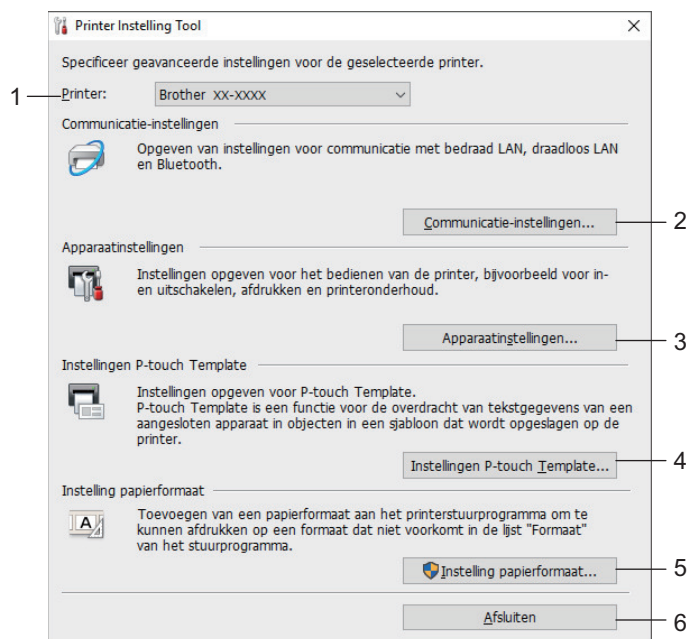 Printer Instelling Tool
Specificeer geavanceerde instellingen voor de geselecteerde printer.
1
Printer:
Brother XX-XXXX
Communicatie-instellingen
Opgeven van instellingen voor communicatie met bedraad LAN, draadloos LAN
en Bluetooth.
Communicatie-instellingen...
2
Apparaatinstellingen
Instellingen opgeven voor het bedienen van de printer, bijvoorbeeld voor in-
en uitschakelen, afdrukken en printeronderhoud.
Apparaatinstellingen...
3
Instellingen P-touch Template
Instellingen opgeven voor P-touch Template.
P-touch Template is een functie voor de overdracht van tekstgegevens van een
aangesloten apparaat in objecten in een sjabloon dat wordt opgeslagen op de
printer.
Instellingen P-touch Template...
4
Instelling papierformaat
A
Toevoegen van een papierformaat aan het printerstuurprogramma om te
kunnen afdrukken op een formaat dat niet voorkomt in de lijst "Formaat"
van het stuurprogramma.
Instelling papierformaat...
5
Afsluiten
6